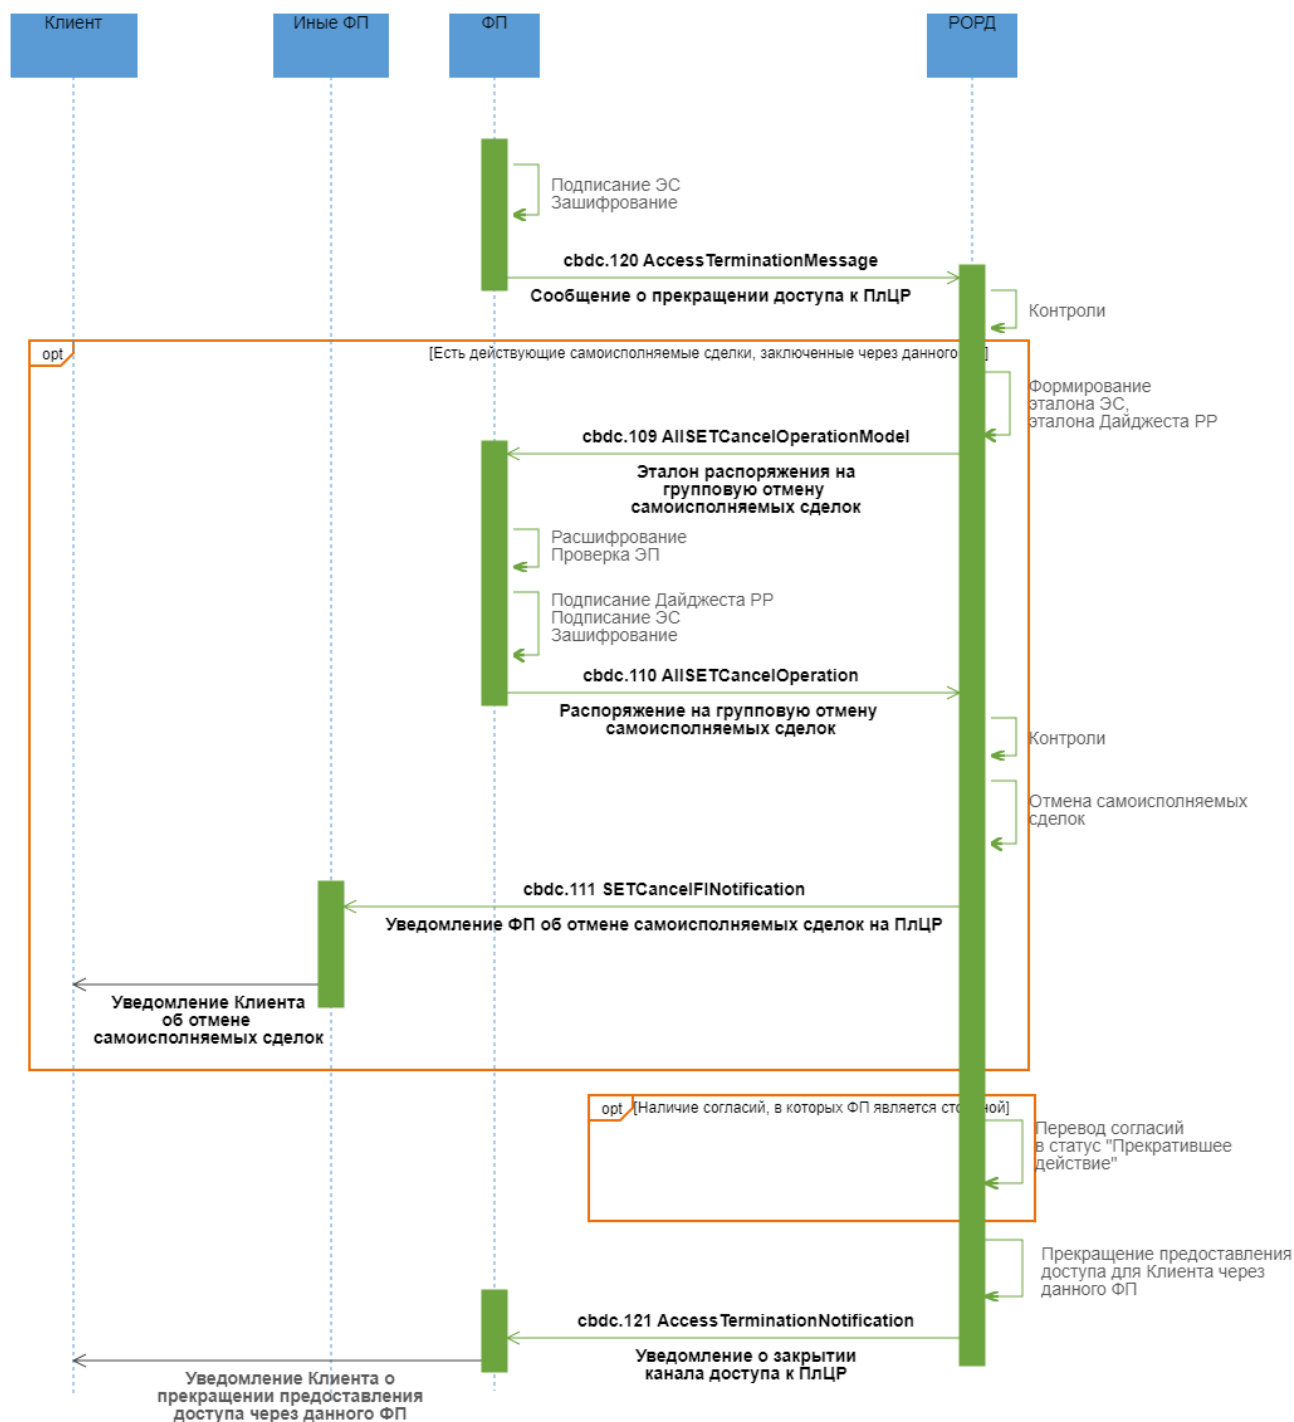 Клиент
Иные ФП
ФП
РОРД
Подписание ЭС
Зашифрование
cbdc.120 AccessTerminationMessage
Сообщение о прекращении доступа к ПлЦР
Контроли
opt
[Есть действующие самоисполняемые сделки, заключенные через данного ]
Формирование
эталона ЭС,
эталона Дайджеста РР
cbdc.109 AllSETCancelOperationModel
Эталон распоряжения на
групповую отмену
самоисполняемых сделок
Расшифрование
Проверка ЭП
Подписание Дайджеста РР
Подписание ЭС
Зашифрование
cbdc.110 AllSETCancelOperation
Распоряжение на групповую отмену
самоисполняемых сделок
Контроли
Отмена самоисполняемых
сделок
cbdc.111 SETCancelFINotification
Уведомление ФП об отмене самоисполняемых сделок на ПлЦР
Уведомление Клиента
об отмене
самоисполняемых сделок
opt
[Наличие согласий, в которых ФП является стороной]
Перевод согласий
в статус "Прекратившее
действие"
Прекращение предоставления
доступа для Клиента через
данного ФП
cbdc.121 AccessTerminationNotification
Уведомление о закрытии
канала доступа к ПлЦР
Уведомление Клиента о
прекращении предоставления
доступа через данного ФП